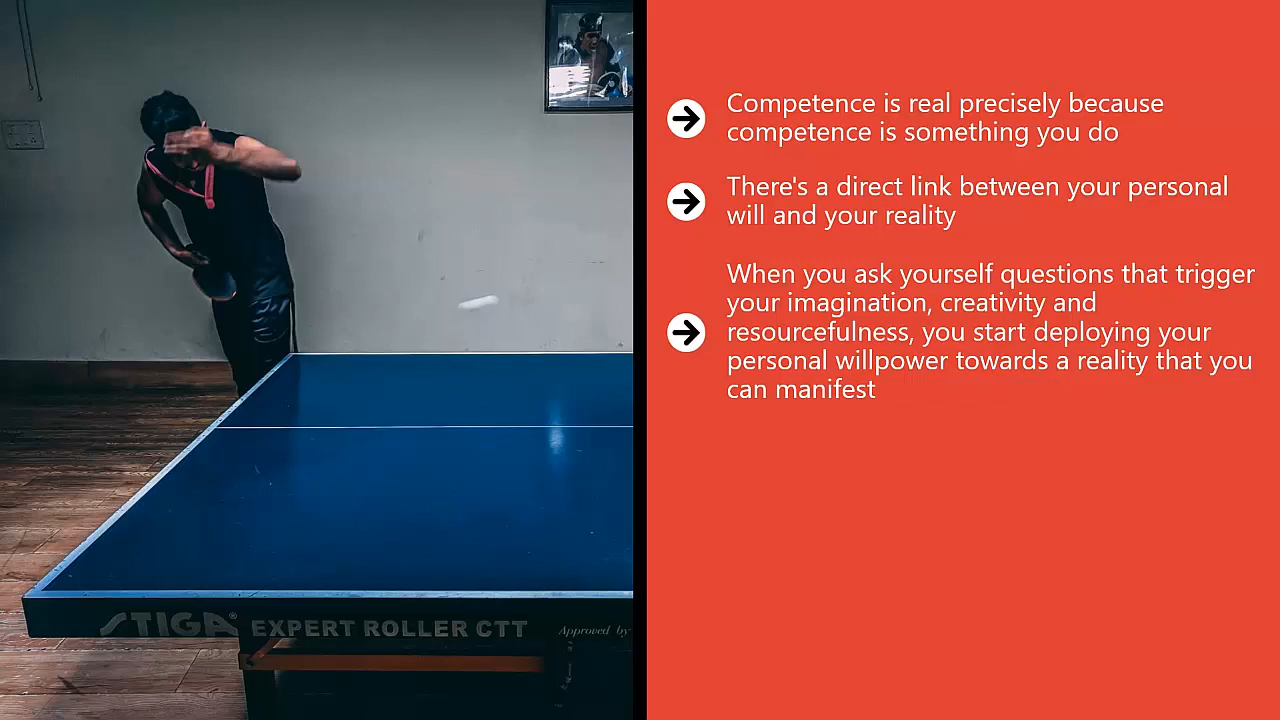 Competence is real precisely because
competence is something you do
There's a direct link between your personal
will and your reality
When you ask yourself questions that trigger
your imagination, creativity and
resourcefulness, you start deploying your
personal willpower towards a reality that you
can manifest
STIGA® EXPERT ROLLER CTT Approved by